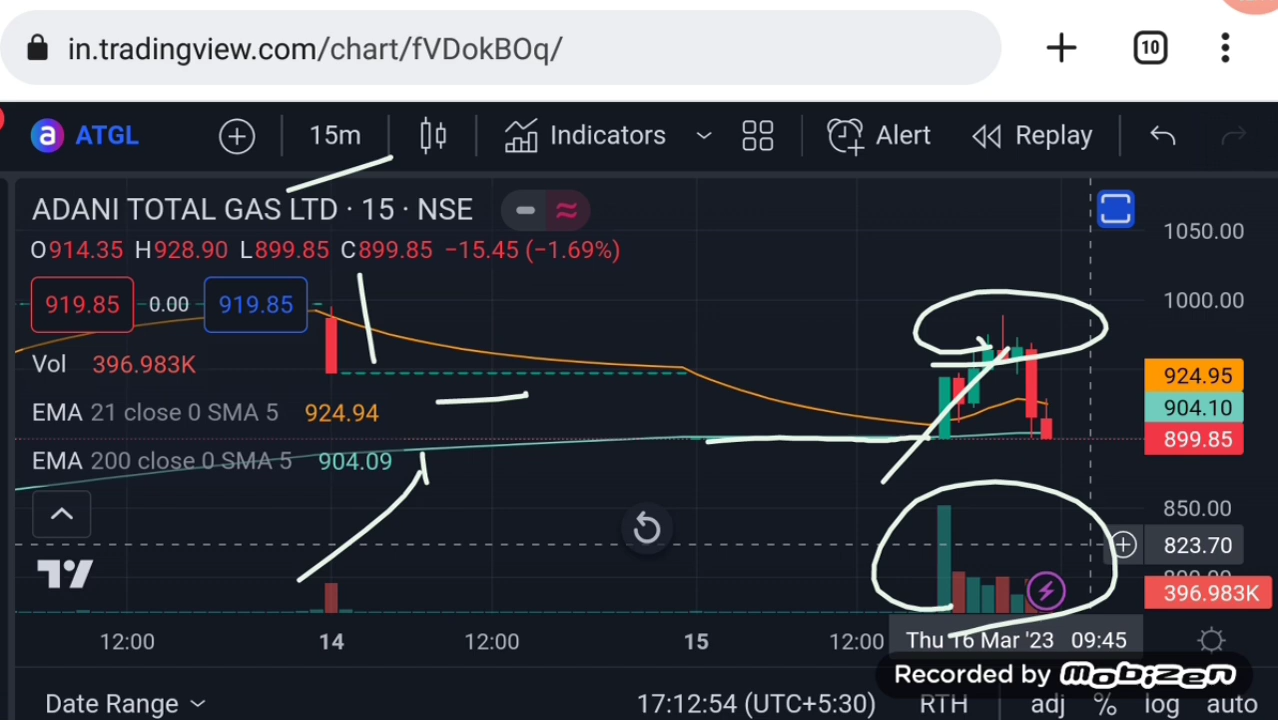 in.tradingview.com/chart/fVDokBOq/
10
a ATGL 15m Indicators Alert Replay
ADANI TOTAL GAS LTD · 15 · NSE
1050.00
O914.35 H928.90 L899.85 C899.85 −15.45 (−1.69%)
919.85 0.00 919.85
1000.00
Vol 396.983K
924.95
EMA 21 close 0 SMA 5 924.94
904.10
899.85
EMA 200 close 0 SMA 5 904.09
850.00
823.70
396.983K
12:00 14 12:00 15 12:00 Thu 16 Mar '23 09:45
Recorded by mobizen
Date Range 17:12:54 (UTC+5:30) RTH adj % log auto